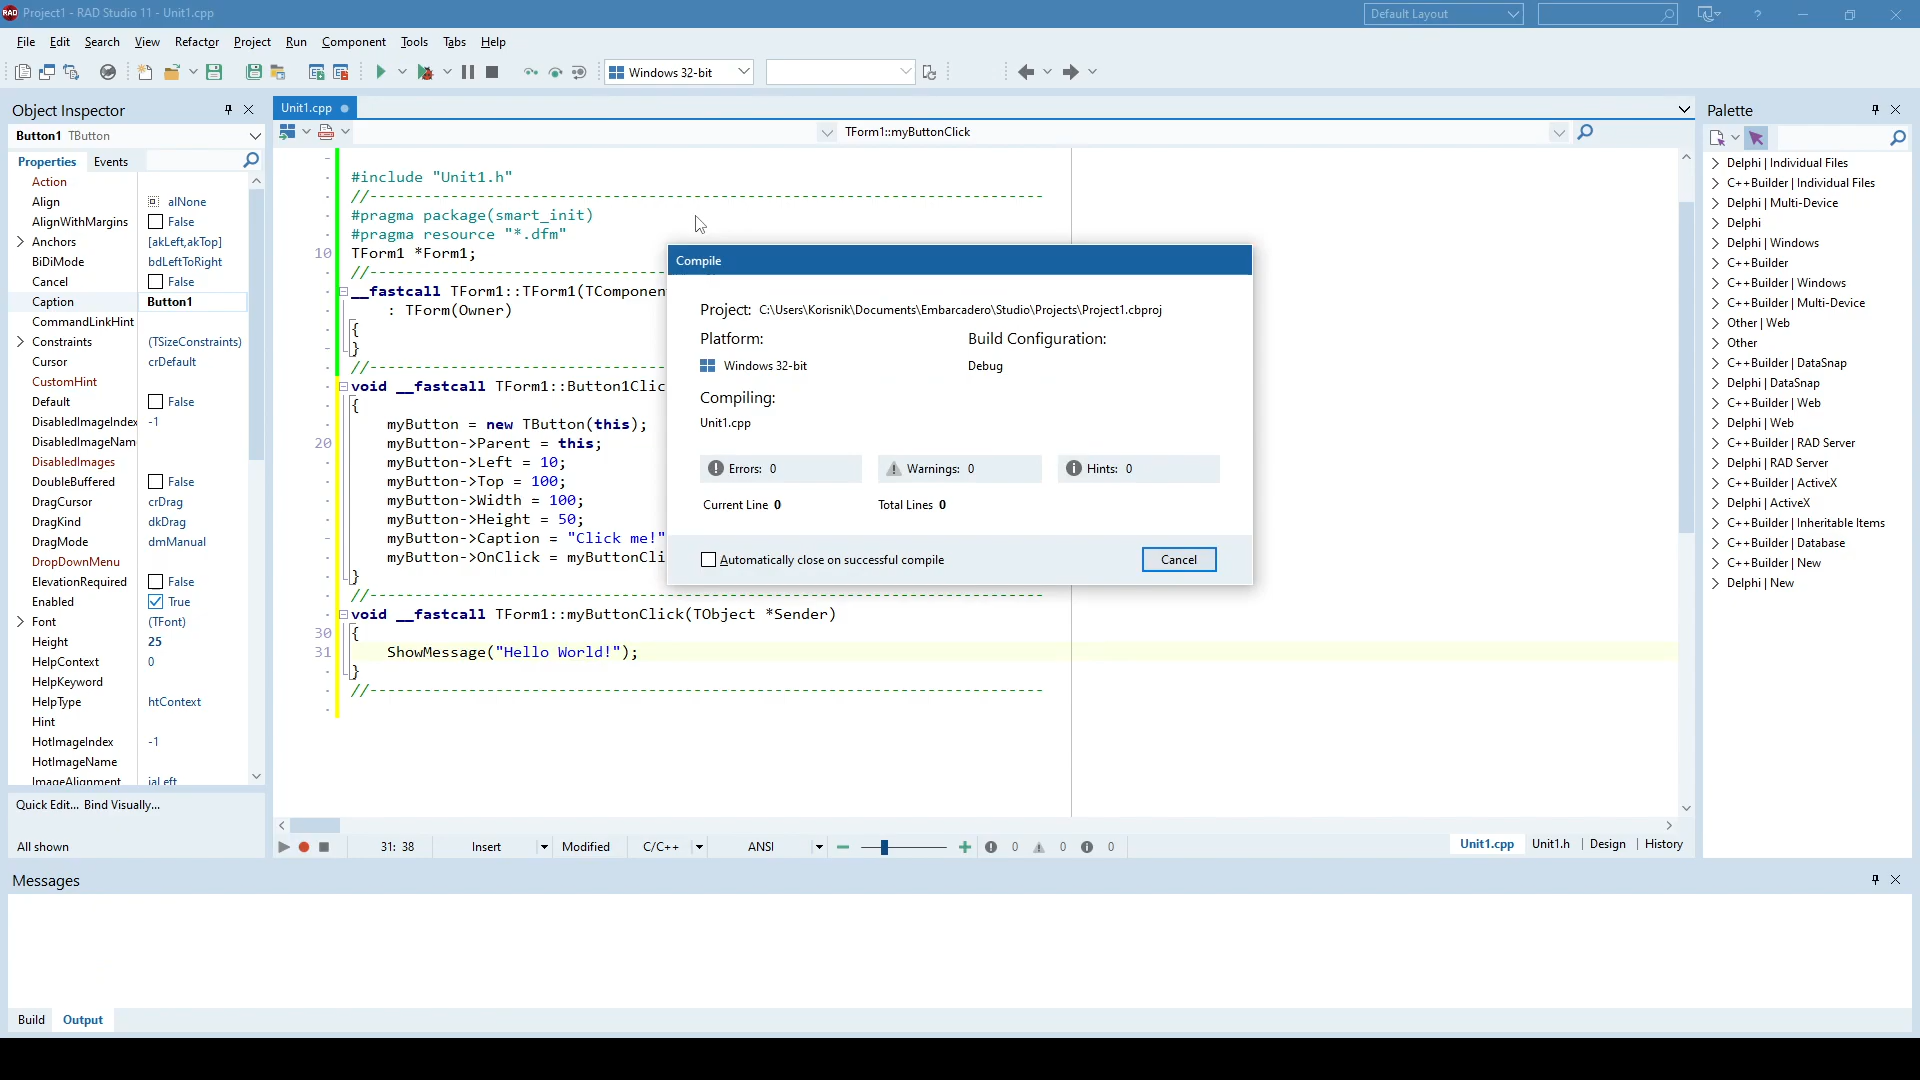 Project1 - RAD Studio 11 - Unit1.cpp
Default Layout
File Edit Search View Refactor Project Run Component Tools Tabs Help
Windows 32-bit
Object Inspector
Button1 TButton
Properties Events
Action
Align alNone
AlignWithMargins False
Anchors [akLeft,akTop]
BiDiMode bdLeftToRight
Cancel False
Caption Button1
CommandLinkHint
Constraints (TSizeConstraints)
Cursor crDefault
CustomHint
Default False
DisabledImageIndex -1
DisabledImageNam
DisabledImages
DoubleBuffered False
DragCursor crDrag
DragKind dkDrag
DragMode dmManual
DropDownMenu
ElevationRequired False
Enabled True
Font (TFont)
Height 25
HelpContext 0
HelpKeyword
HelpType htContext
Hint
HotImageIndex -1
HotImageName
ImageAlignment iaLeft
Quick Edit... Bind Visually...
All shown
Unit1.cpp
TForm1::myButtonClick
#include "Unit1.h"
//---------------------------------------------------------------------------
#pragma package(smart_init)
#pragma resource "*.dfm"
10 TForm1 *Form1;
//---------------------------------
__fastcall TForm1::TForm1(TComponen
: TForm(Owner)
{
}
//---------------------------------
void __fastcall TForm1::Button1Clic
{
myButton = new TButton(this);
20 myButton->Parent = this;
myButton->Left = 10;
myButton->Top = 100;
myButton->Width = 100;
myButton->Height = 50;
myButton->Caption = "Click me!"
myButton->OnClick = myButtonCli
}
//---------------------------------------------------------------------------
void __fastcall TForm1::myButtonClick(TObject *Sender)
30 {
31 ShowMessage("Hello World!");
}
//---------------------------------------------------------------------------
Compile
Project: C:\Users\Korisnik\Documents\Embarcadero\Studio\Projects\Project1.cbproj
Platform: Build Configuration:
Windows 32-bit Debug
Compiling:
Unit1.cpp
Errors: 0 Warnings: 0 Hints: 0
Current Line 0 Total Lines 0
Automatically close on successful compile Cancel
31: 38 Insert Modified C/C++ ANSI 0 0 0
Unit1.cpp Unit1.h Design History
Palette
Delphi | Individual Files
C++Builder | Individual Files
Delphi | Multi-Device
Delphi
Delphi | Windows
C++Builder
C++Builder | Windows
C++Builder | Multi-Device
Other | Web
Other
C++Builder | DataSnap
Delphi | DataSnap
C++Builder | Web
Delphi | Web
C++Builder | RAD Server
Delphi | RAD Server
C++Builder | ActiveX
Delphi | ActiveX
C++Builder | Inheritable Items
C++Builder | Database
C++Builder | New
Delphi | New
Messages
Build Output